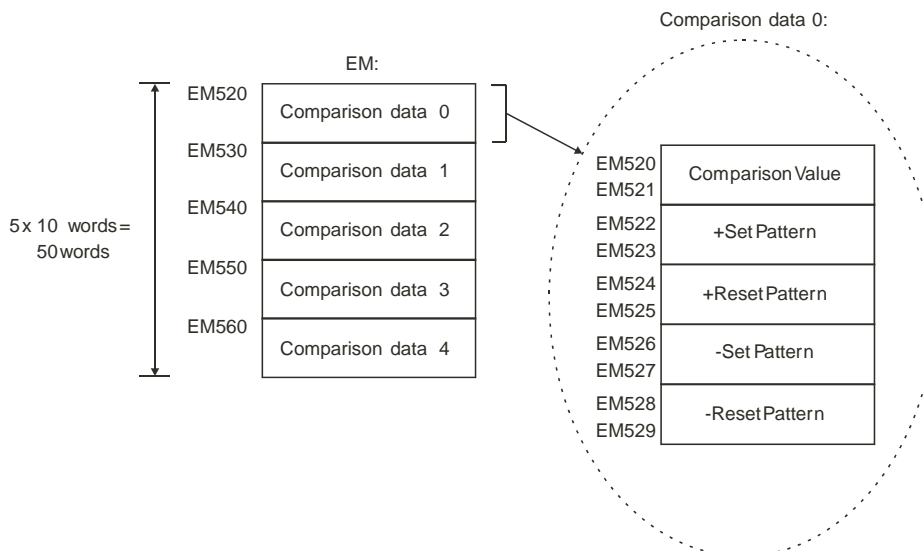 Comparison data 0:
EM:
EM520
Comparison data 0
EM530
Comparison data 1
EM540
Comparison data 2
EM550
Comparison data 3
EM560
Comparison data 4
5 x 10 words =
50 words
EM520
EM521
Comparison Value
EM522
EM523
+Set Pattern
EM524
EM525
+Reset Pattern
EM526
EM527
-Set Pattern
EM528
EM529
-Reset Pattern